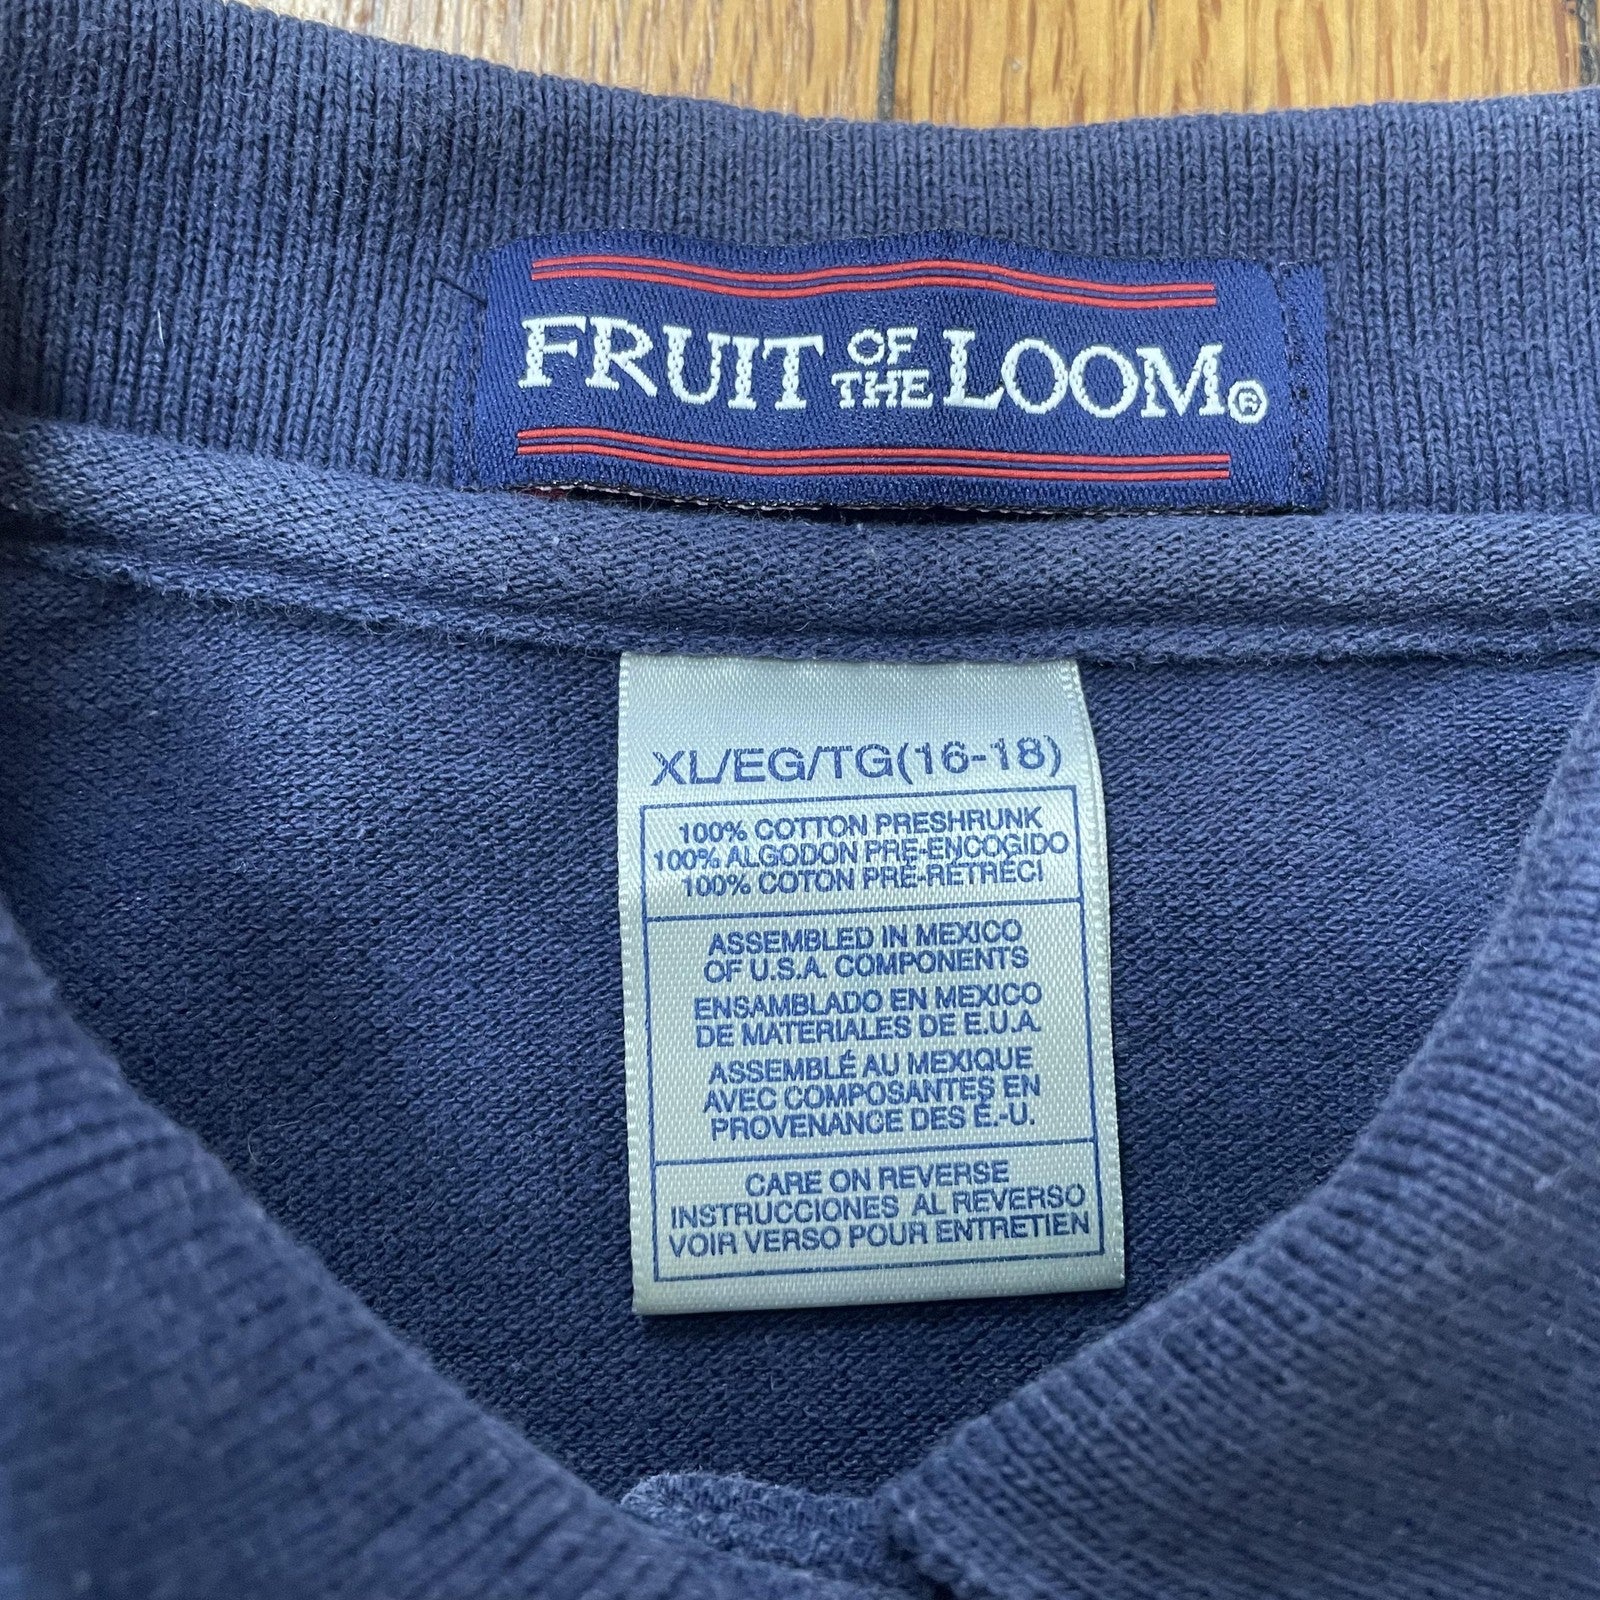 FRUIT OF THE LOOM®
XL/EG/TG(16-18)
100% COTTON PRESHRUNK
100% ALGODON PRE-ENCOGIDO
100% COTON PRÉ-RÉTRÉCI
ASSEMBLED IN MEXICO
OF U.S.A. COMPONENTS
ENSAMBLADO EN MEXICO
DE MATERIALES DE E.U.A.
ASSEMBLÉ AU MEXIQUE
AVEC COMPOSANTES EN
PROVENANCE DES É.-U.
CARE ON REVERSE
INSTRUCCIONES AL REVERSO
VOIR VERSO POUR ENTRETIEN